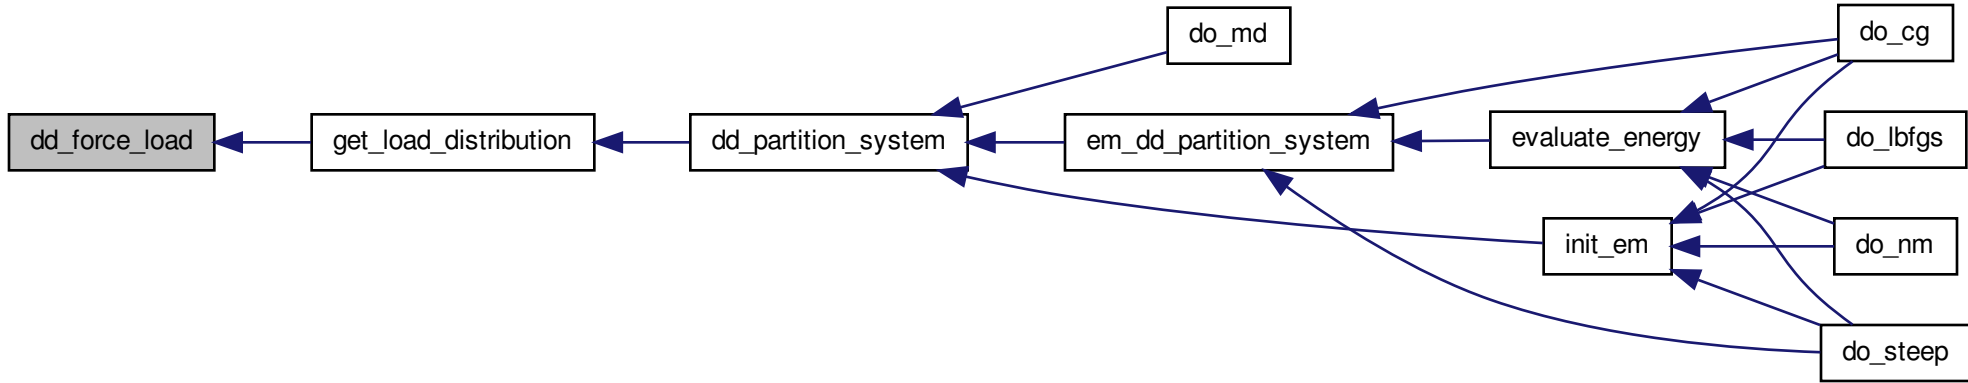 dd_force_load
get_load_distribution
dd_partition_system
do_md
em_dd_partition_system
evaluate_energy
init_em
do_cg
do_lbfgs
do_nm
do_steep